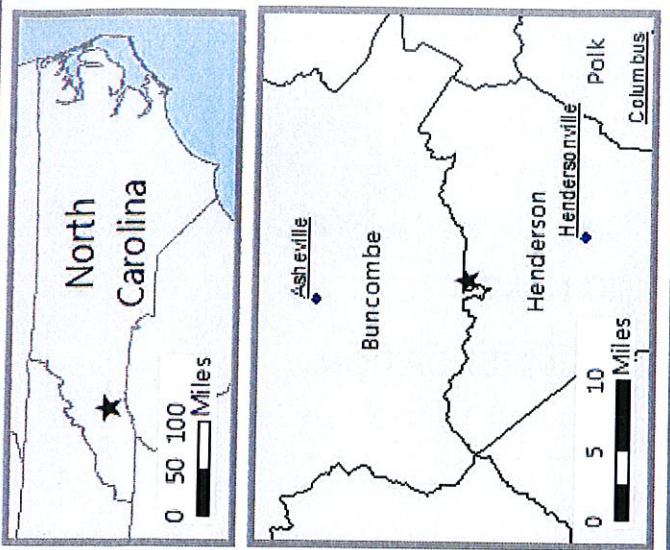 North
Carolina
0 50 100
Miles
Asheville
Buncombe
Henderson
Hendersonville
Polk
Columbus
0 5 10
Miles